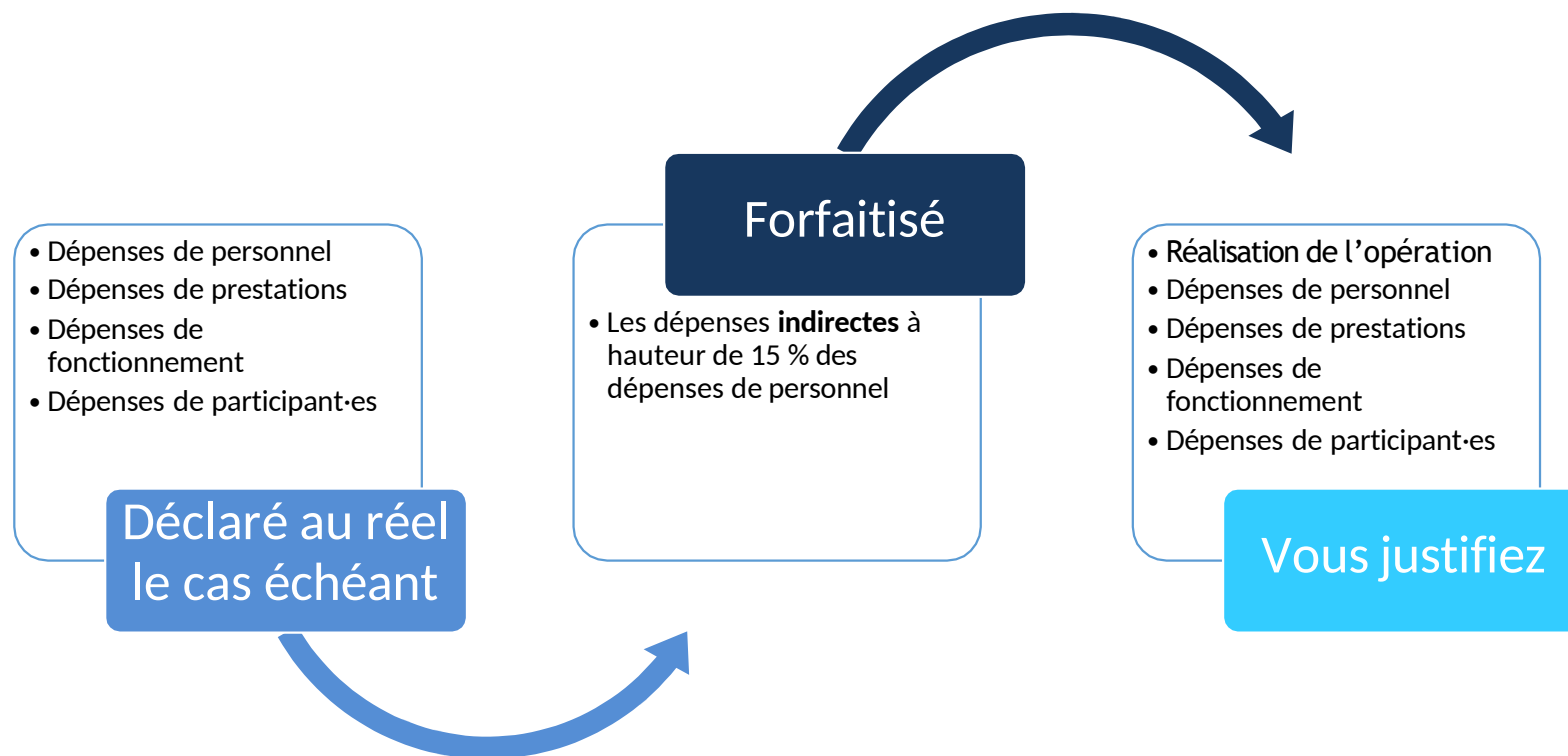 • Dépenses de personnel
• Dépenses de prestations
• Dépenses de
fonctionnement
• Dépenses de participant·es
Déclaré au réel
le cas échéant
Forfaitisé
• Les dépenses indirectes à
hauteur de 15 % des
dépenses de personnel
• Réalisation de l’opération
• Dépenses de personnel
• Dépenses de prestations
• Dépenses de
fonctionnement
• Dépenses de participant·es
Vous justifiez